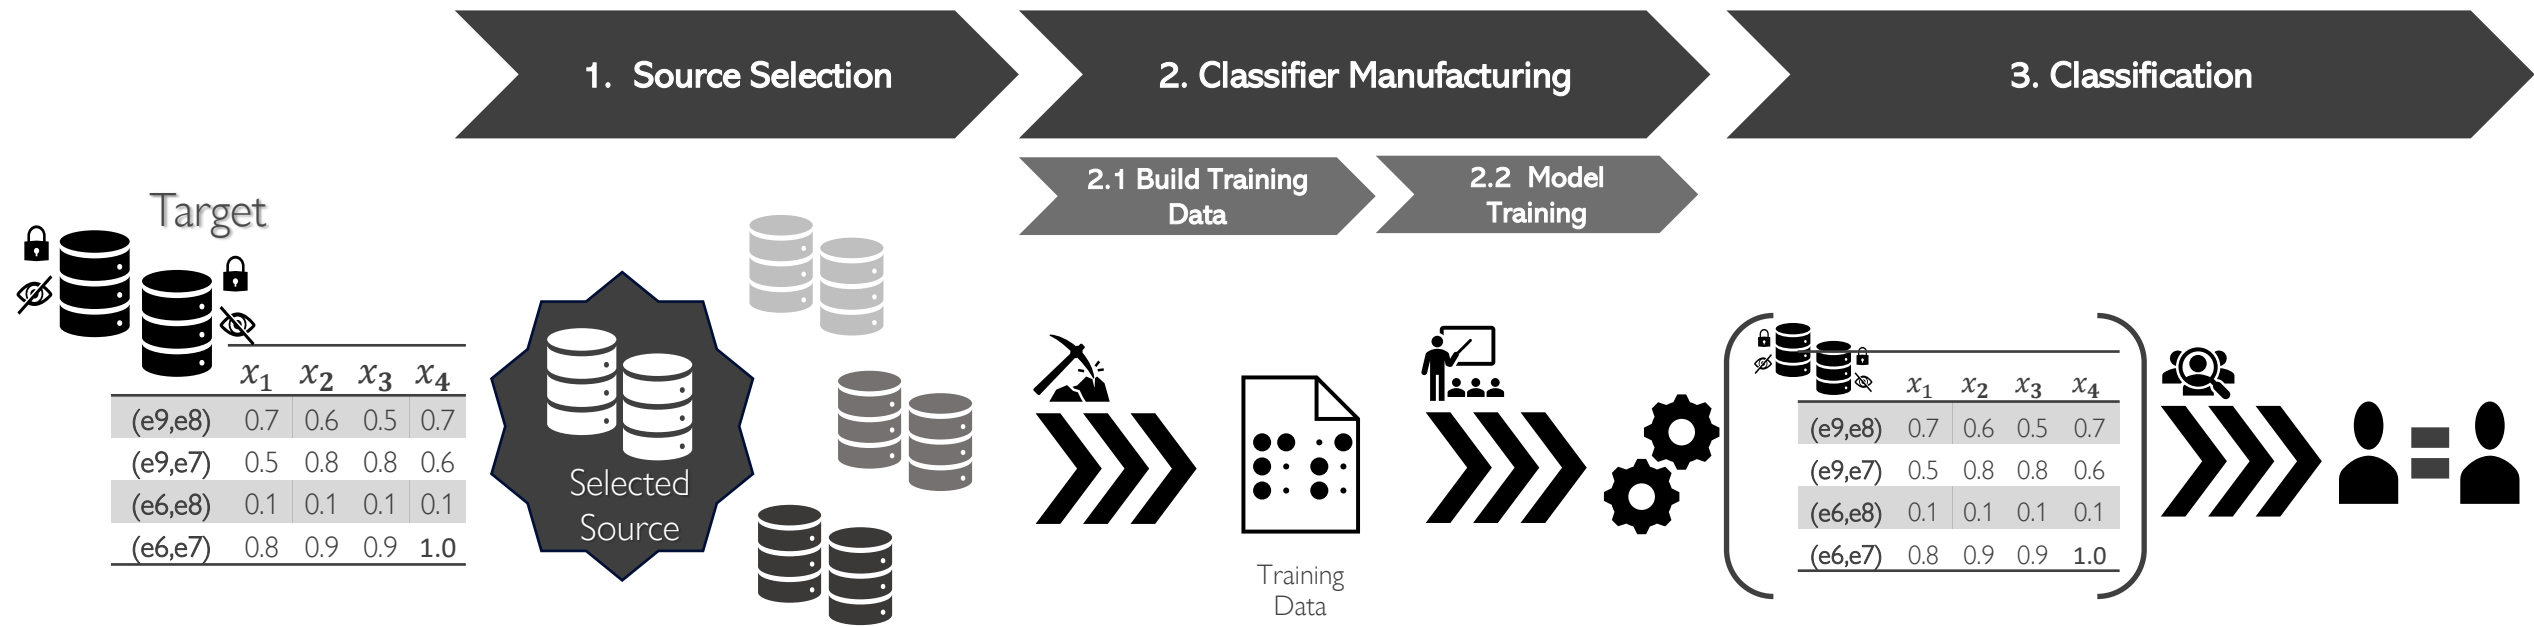 1. Source Selection
2. Classifier Manufacturing
3. Classification
2.1 Build Training
Data
2.2 Model
Training
Target
x₁ x₂ x₃ x₄
(e9,e8) 0.7 0.6 0.5 0.7
(e9,e7) 0.5 0.8 0.8 0.6
(e6,e8) 0.1 0.1 0.1 0.1
(e6,e7) 0.8 0.9 0.9 1.0
Selected
Source
Training
Data
x₁ x₂ x₃ x₄
(e9,e8) 0.7 0.6 0.5 0.7
(e9,e7) 0.5 0.8 0.8 0.6
(e6,e8) 0.1 0.1 0.1 0.1
(e6,e7) 0.8 0.9 0.9 1.0